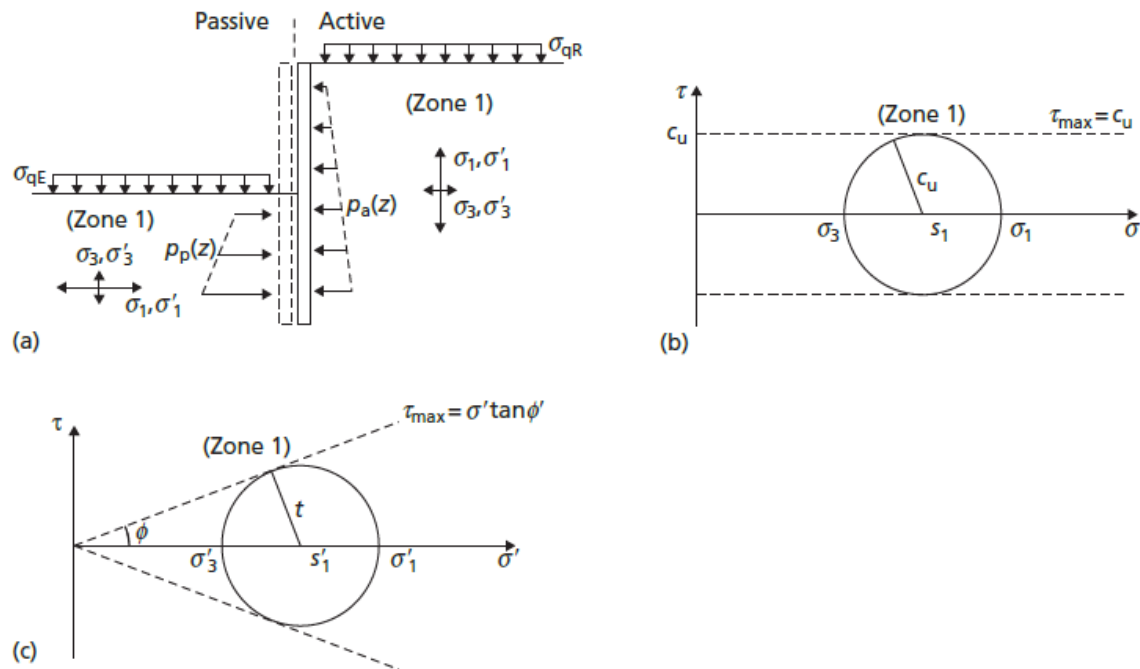 Passive Active
σqR
(Zone 1)
σ1, σ′1
σ3, σ′3
pa(z)
σqE
(Zone 1)
σ3, σ′3
σ1, σ′1
pp(z)
(a)
τ
(Zone 1)
τmax = cu
cu
cu
σ3 s1 σ1 σ
(b)
τ
τmax = σ′ tanϕ′
(Zone 1)
t
ϕ
σ′3 s′1 σ′1 σ′
(c)